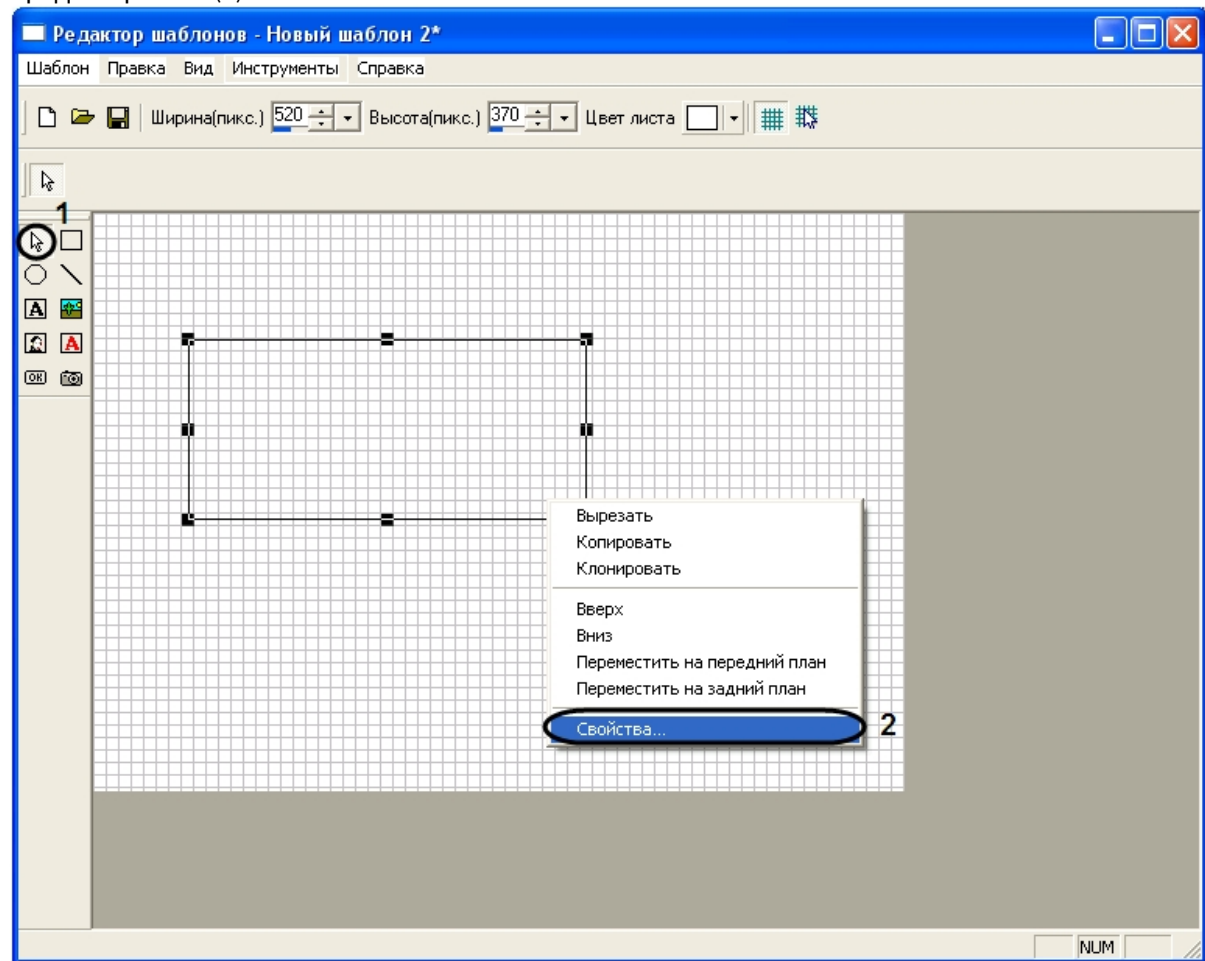 Редактор шаблонов - Новый шаблон 2*
Шаблон Правка Вид Инструменты Справка
Ширина(пикс.) 520 Высота(пикс.) 370 Цвет листа
1
A
A
OK
Вырезать
Копировать
Клонировать
Вверх
Вниз
Переместить на передний план
Переместить на задний план
Свойства... 2
NUM